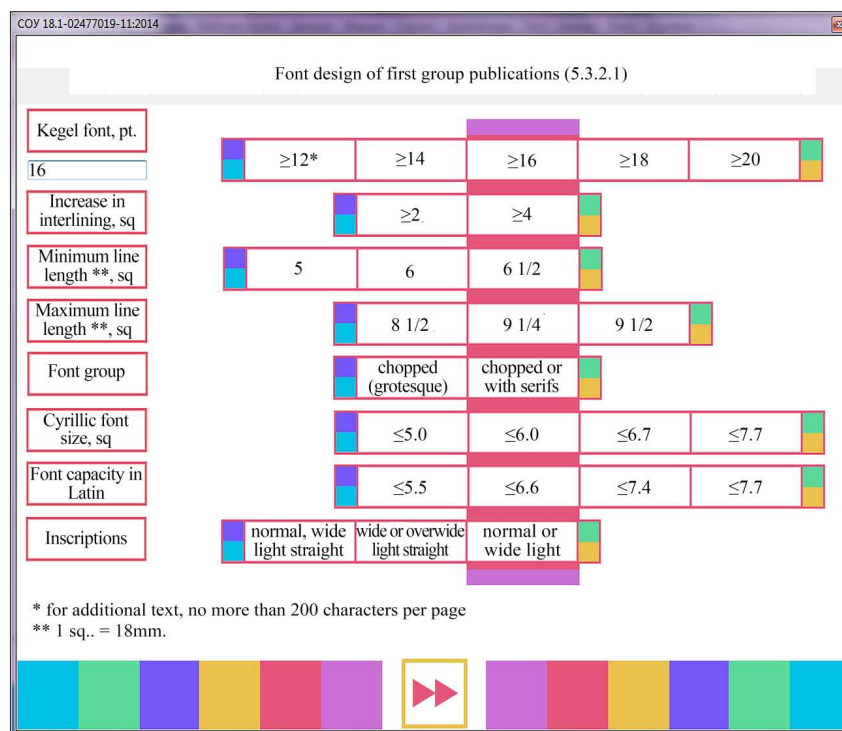 СОУ 18.1-02477019-11:2014
Font design of first group publications (5.3.2.1)
Kegel font, pt.
16
≥12* ≥14 ≥16 ≥18 ≥20
Increase in
interlining, sq
≥2 ≥4
Minimum line
length **, sq
5 6 6 1/2
Maximum line
length **, sq
8 1/2 9 1/4 9 1/2
Font group
chopped
(grotesque)
chopped or
with serifs
Cyrillic font
size, sq
≤5.0 ≤6.0 ≤6.7 ≤7.7
Font capacity in
Latin
≤5.5 ≤6.6 ≤7.4 ≤7.7
Inscriptions
normal, wide
light straight
wide or overwide
light straight
normal or
wide light
* for additional text, no more than 200 characters per page
** 1 sq.. = 18mm.